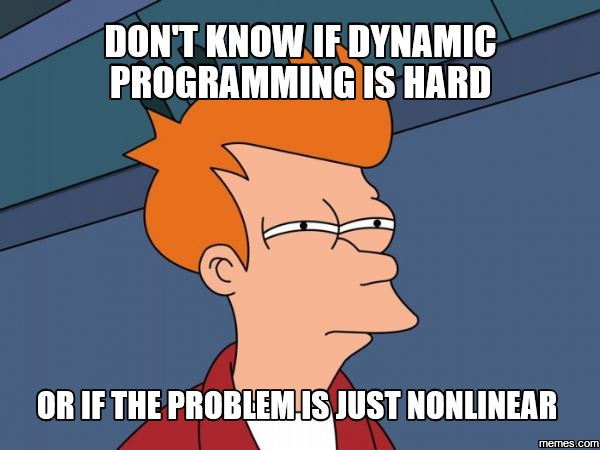 DON'T KNOW IF DYNAMIC
PROGRAMMING IS HARD
OR IF THE PROBLEM IS JUST NONLINEAR
memes.com